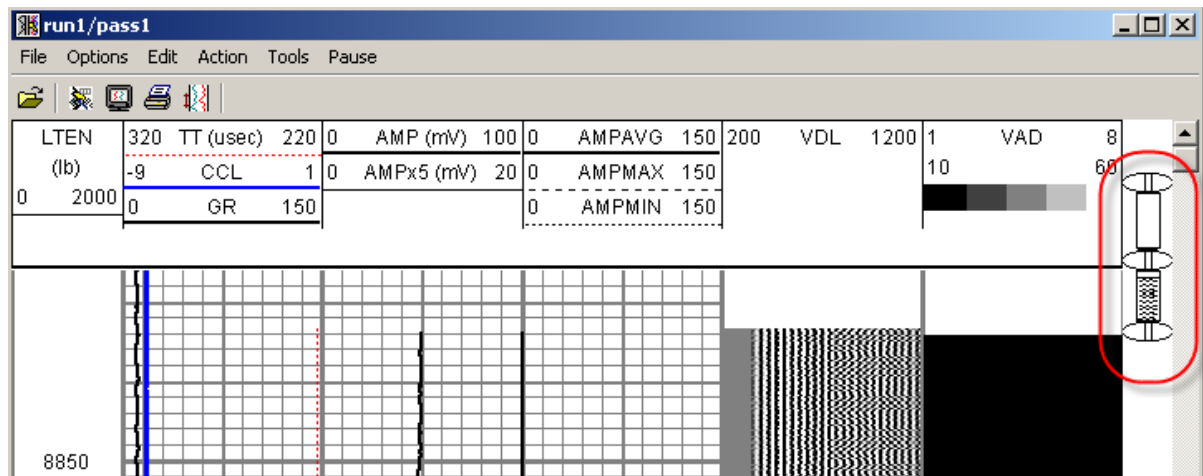 run1/pass1
File Options Edit Action Tools Pause
LTEN 320 TT (usec) 220 0 AMP (mV) 100 0 AMPAVG 150 200 VDL 1200 1 VAD 8
(lb) -9 CCL 1 0 AMPx5 (mV) 20 0 AMPMAX 150 10 60
0 2000 0 GR 150 0 AMPMIN 150
8850